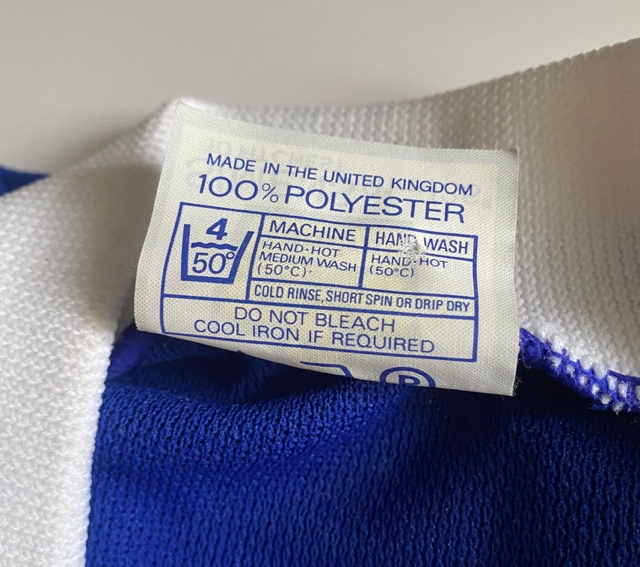 MADE IN THE UNITED KINGDOM
100% POLYESTER
4
50°
MACHINE
HAND-HOT
MEDIUM WASH
(50°C)
HAND WASH
HAND-HOT
(50°C)
COLD RINSE, SHORT SPIN OR DRIP DRY
DO NOT BLEACH
COOL IRON IF REQUIRED
P